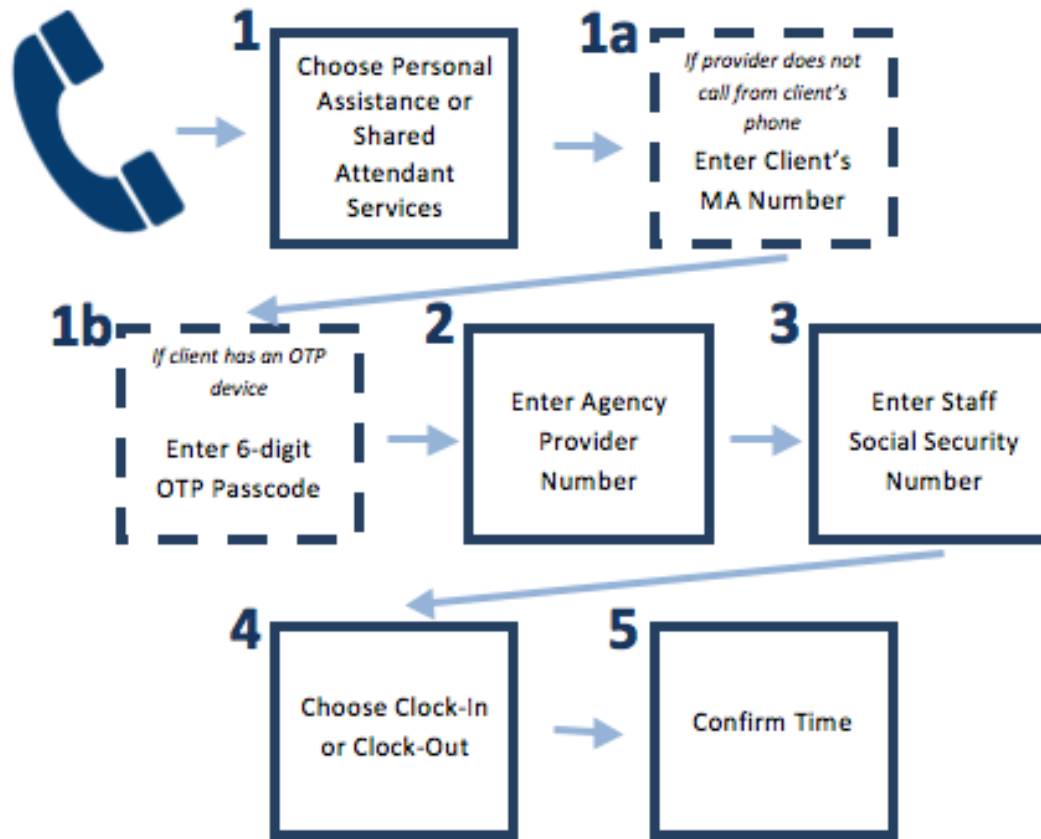 1
Choose Personal
Assistance or
Shared
Attendant
Services
1a
If provider does not
call from client's
phone
Enter Client's
MA Number
1b
If client has an OTP
device
Enter 6-digit
OTP Passcode
2
Enter Agency
Provider
Number
3
Enter Staff
Social Security
Number
4
Choose Clock-In
or Clock-Out
5
Confirm Time